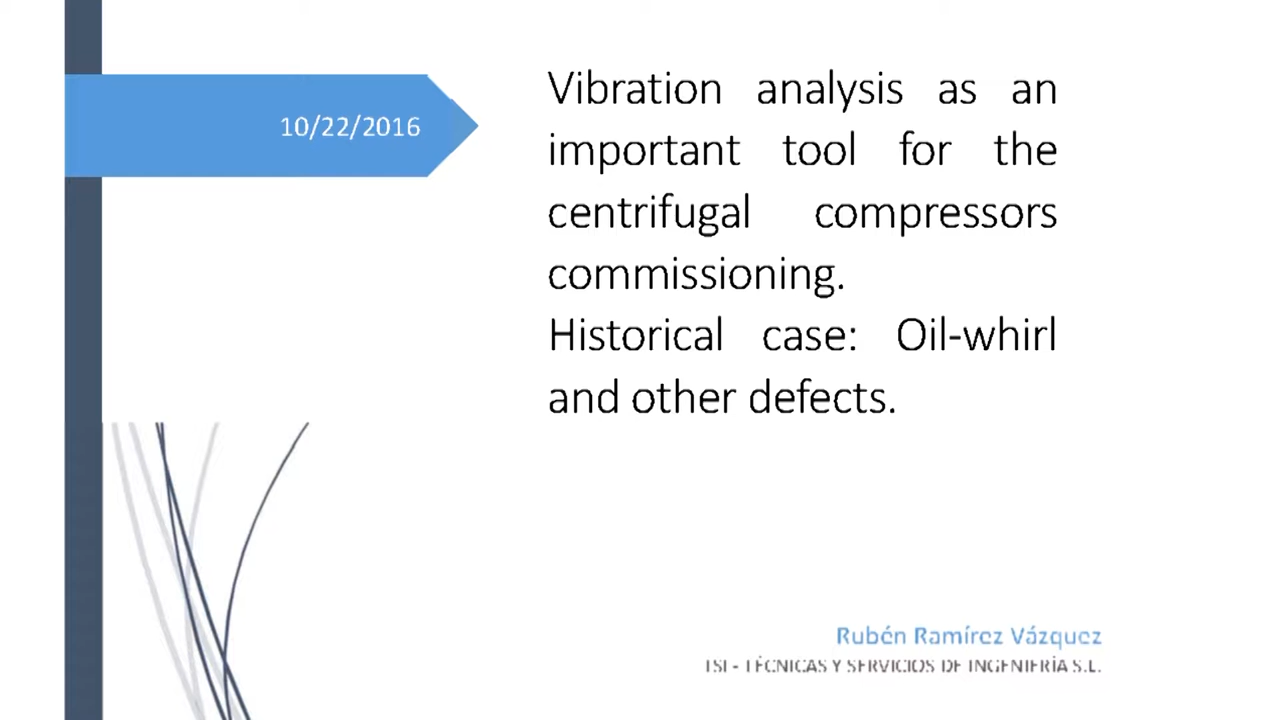 10/22/2016
Vibration analysis as an
important tool for the
centrifugal compressors
commissioning.
Historical case: Oil-whirl
and other defects.
Rubén Ramírez Vázquez
TSI - TÉCNICAS Y SERVICIOS DE INGENIERÍA S.L.